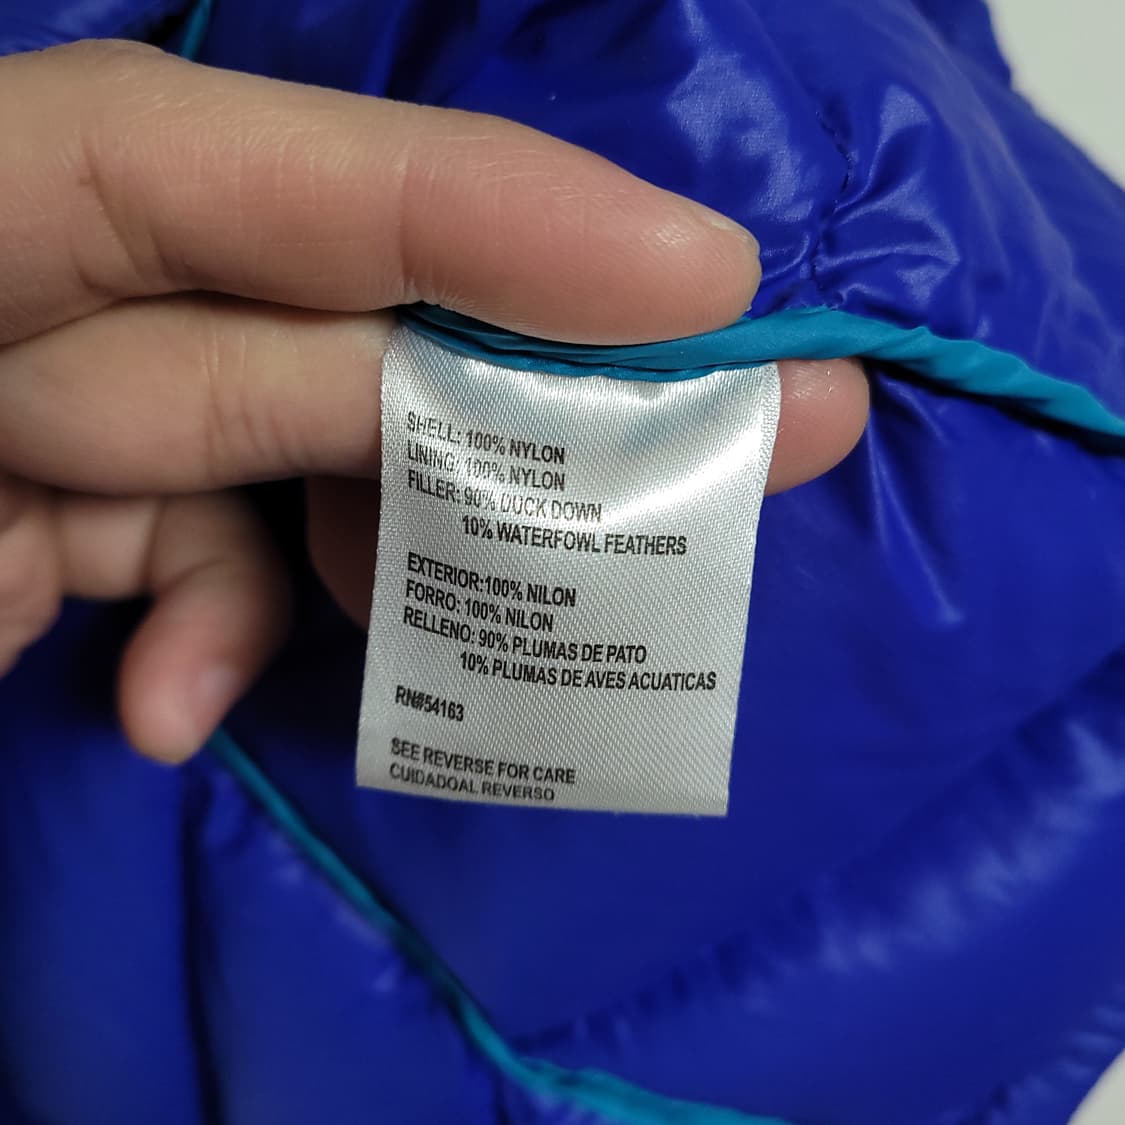 SHELL: 100% NYLON
LINING: 100% NYLON
FILLER: 90% DUCK DOWN
10% WATERFOWL FEATHERS
EXTERIOR:100% NILON
FORRO: 100% NILON
RELLENO: 90% PLUMAS DE PATO
10% PLUMAS DE AVES ACUATICAS
RN#54163
SEE REVERSE FOR CARE
CUIDADOAL REVERSO